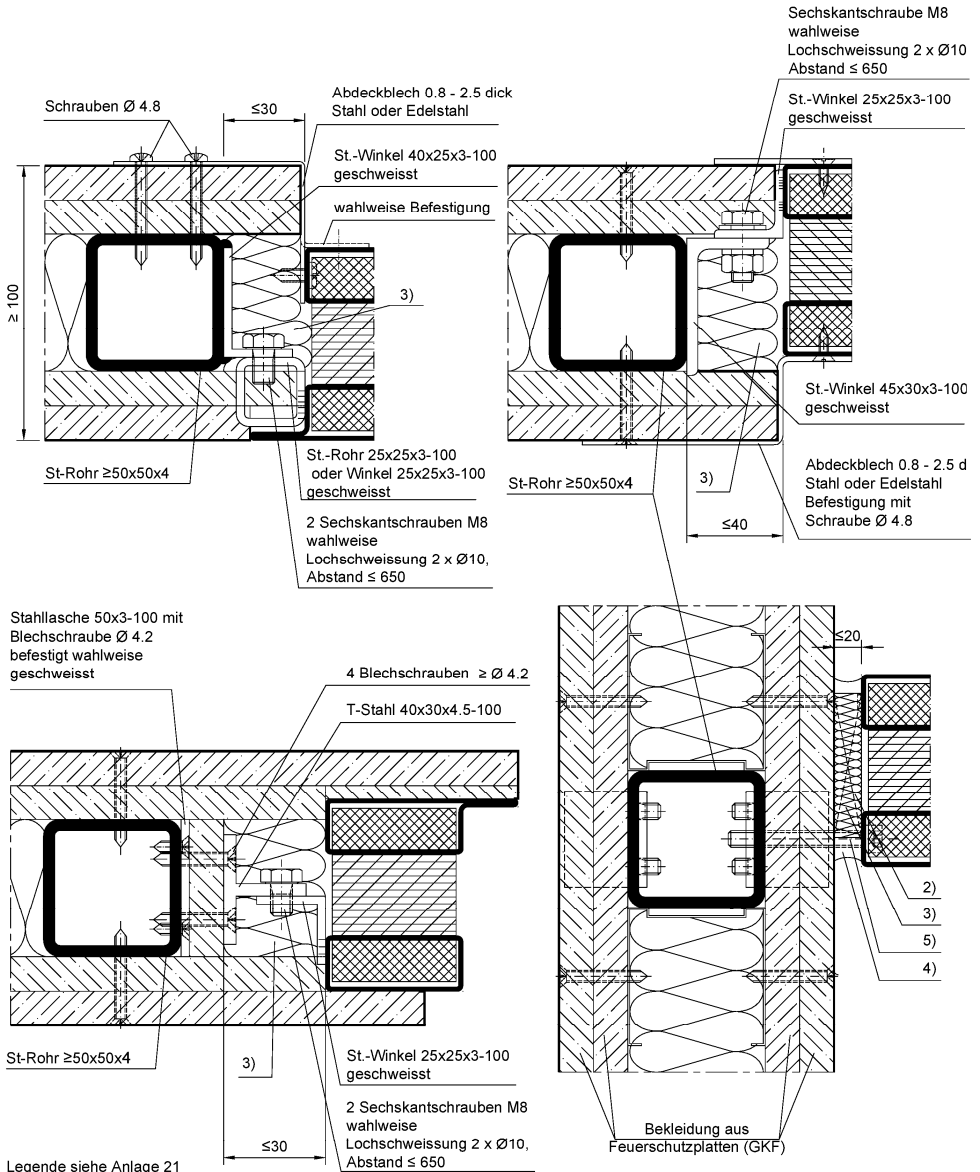 Schrauben Ø 4.8
≤30
Abdeckblech 0.8 - 2.5 dick
Stahl oder Edelstahl
St.-Winkel 40x25x3-100
geschweisst
wahlweise Befestigung
≥100
3)
St-Rohr ≥50x50x4
St.-Rohr 25x25x3-100
oder Winkel 25x25x3-100
geschweisst
2 Sechskantschrauben M8
wahlweise
Lochschweissung 2 x Ø10,
Abstand ≤ 650
Sechskantschraube M8
wahlweise
Lochschweissung 2 x Ø10
Abstand ≤ 650
St.-Winkel 25x25x3-100
geschweisst
St.-Winkel 45x30x3-100
geschweisst
St-Rohr ≥50x50x4
3)
≤40
Abdeckblech 0.8 - 2.5 d
Stahl oder Edelstahl
Befestigung mit
Schraube Ø 4.8
Stahllasche 50x3-100 mit
Blechschraube Ø 4.2
befestigt wahlweise
geschweisst
4 Blechschrauben ≥ Ø 4.2
T-Stahl 40x30x4.5-100
St-Rohr ≥50x50x4
3)
St.-Winkel 25x25x3-100
geschweisst
2 Sechskantschrauben M8
wahlweise
Lochschweissung 2 x Ø10,
Abstand ≤ 650
≤30
≤20
2)
3)
5)
4)
Bekleidung aus
Feuerschutzplatten (GKF)
Legende siehe Anlage 21